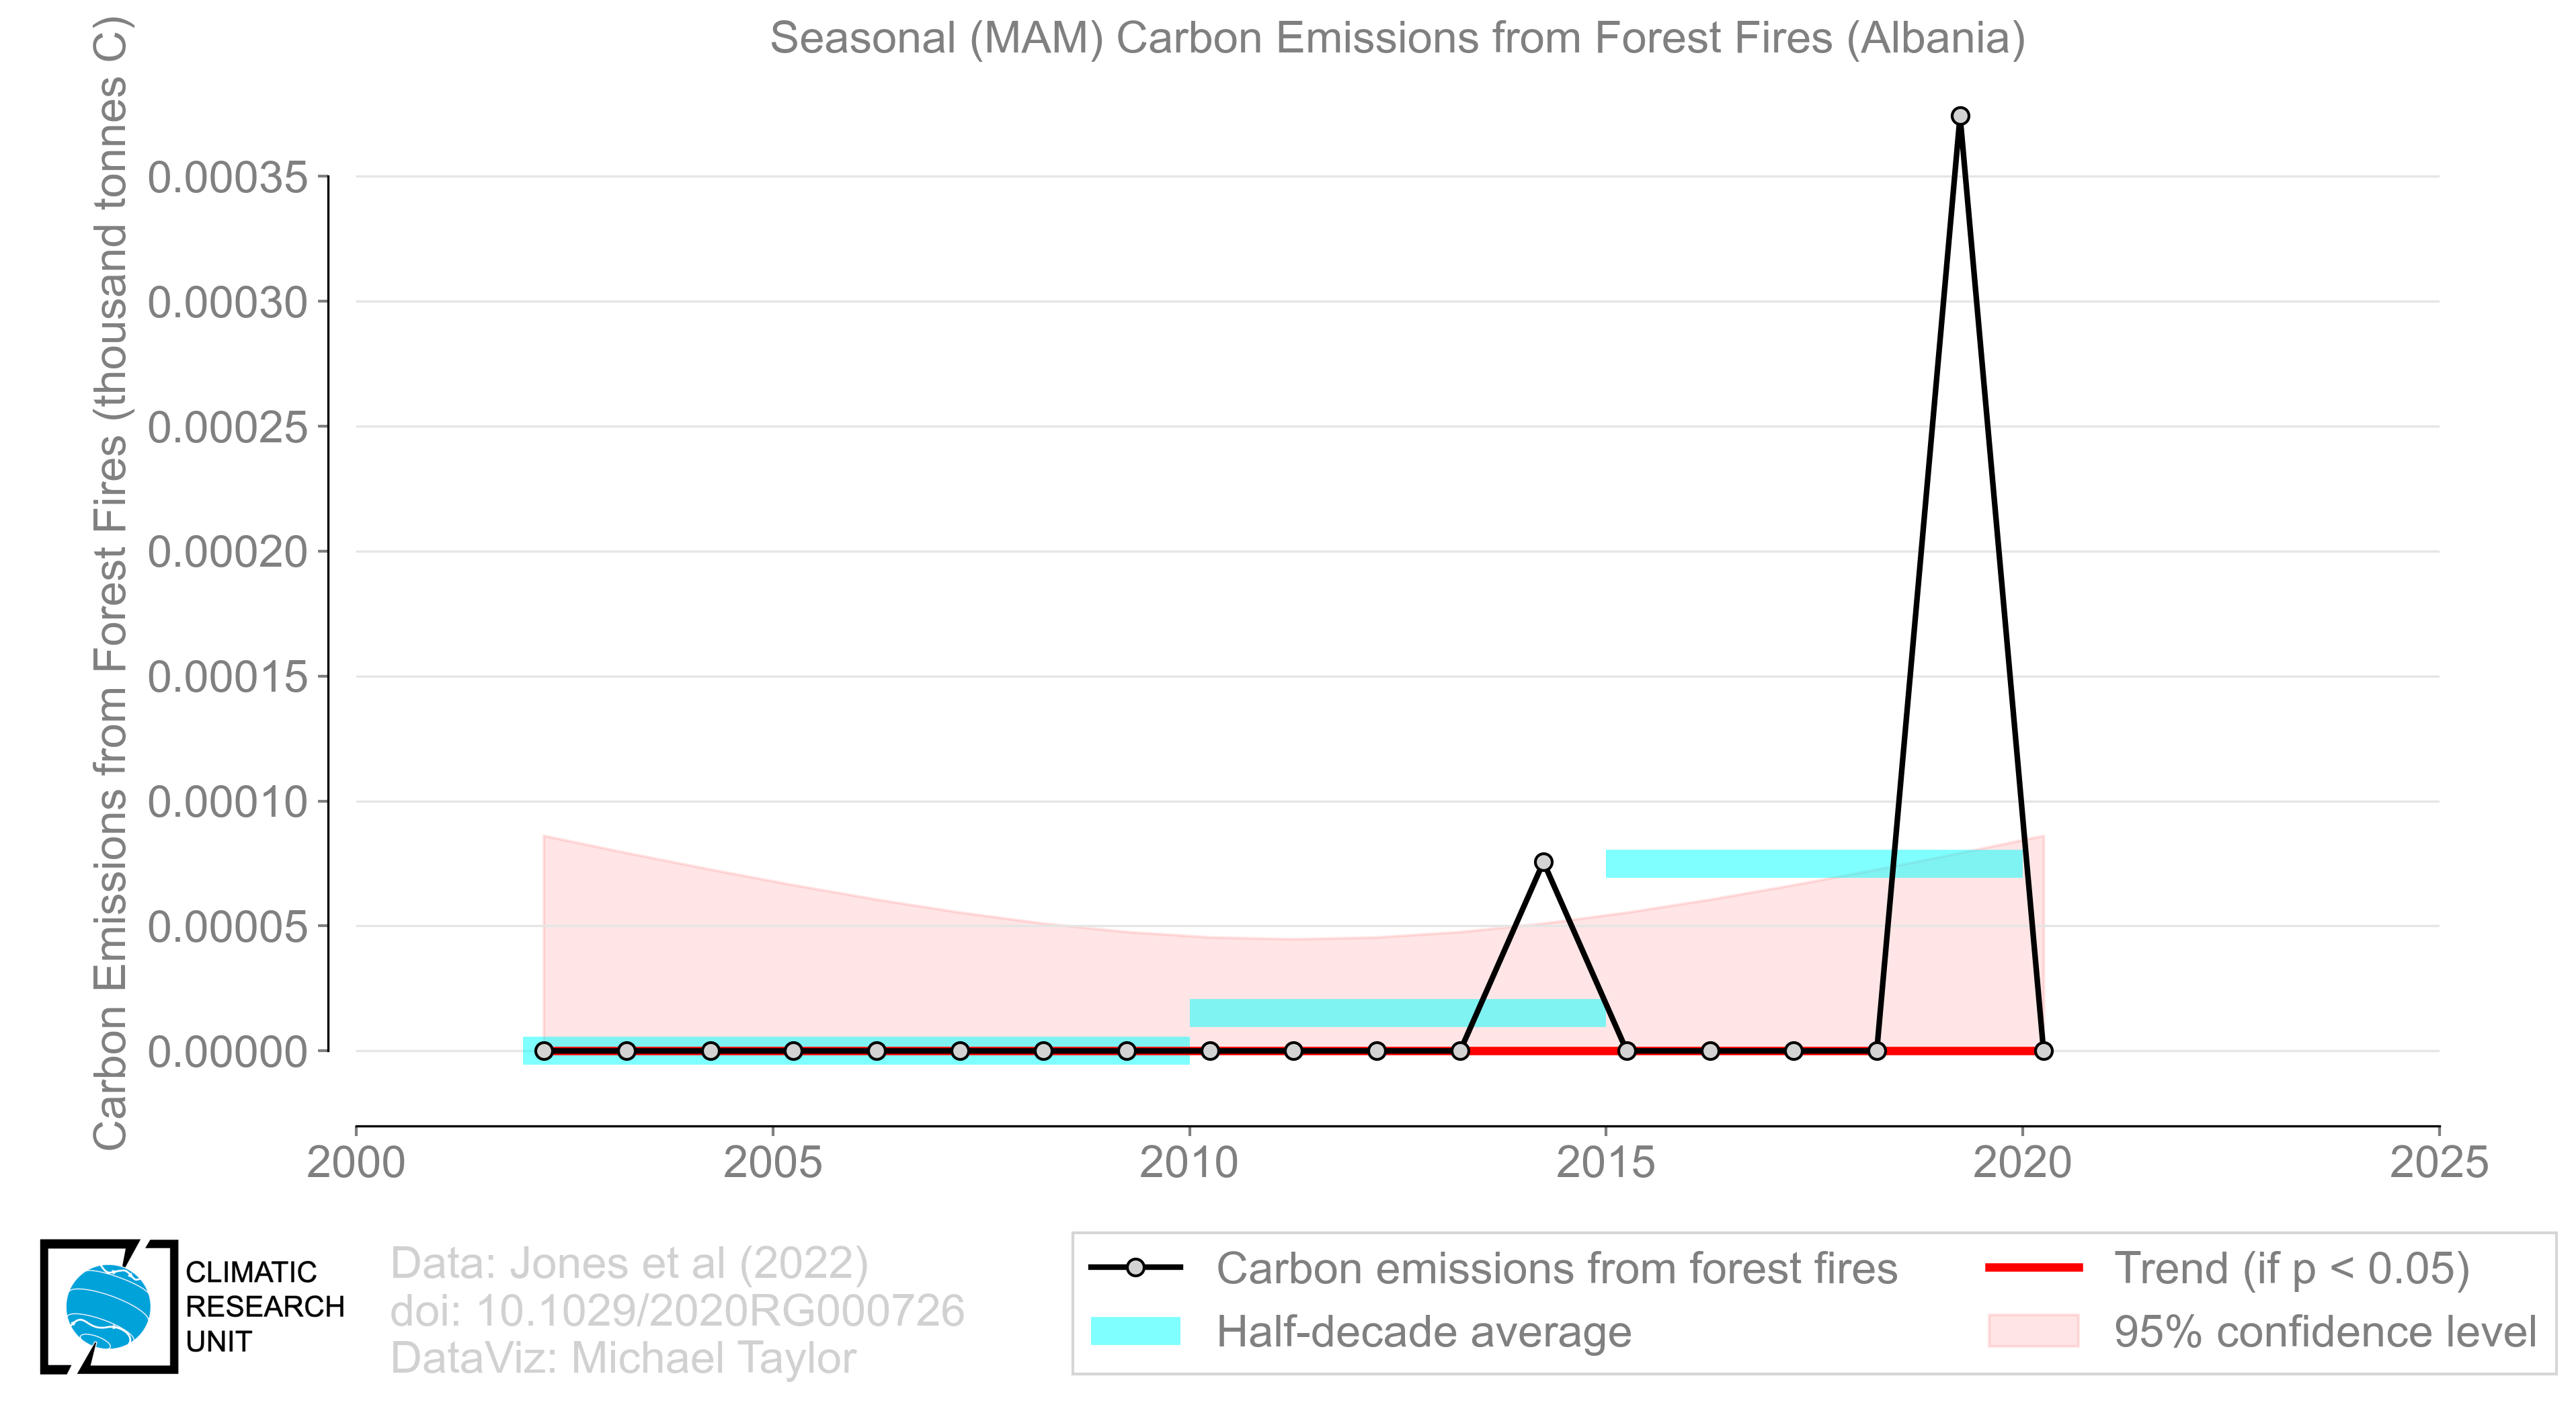 Seasonal (MAM) Carbon Emissions from Forest Fires (Albania)
Carbon Emissions from Forest Fires (thousand tonnes C)
0.00035
0.00030
0.00025
0.00020
0.00015
0.00010
0.00005
0.00000
2000 2005 2010 2015 2020 2025
CLIMATIC
RESEARCH
UNIT
Data: Jones et al (2022)
doi: 10.1029/2020RG000726
DataViz: Michael Taylor
Carbon emissions from forest fires
Half-decade average
Trend (if p < 0.05)
95% confidence level